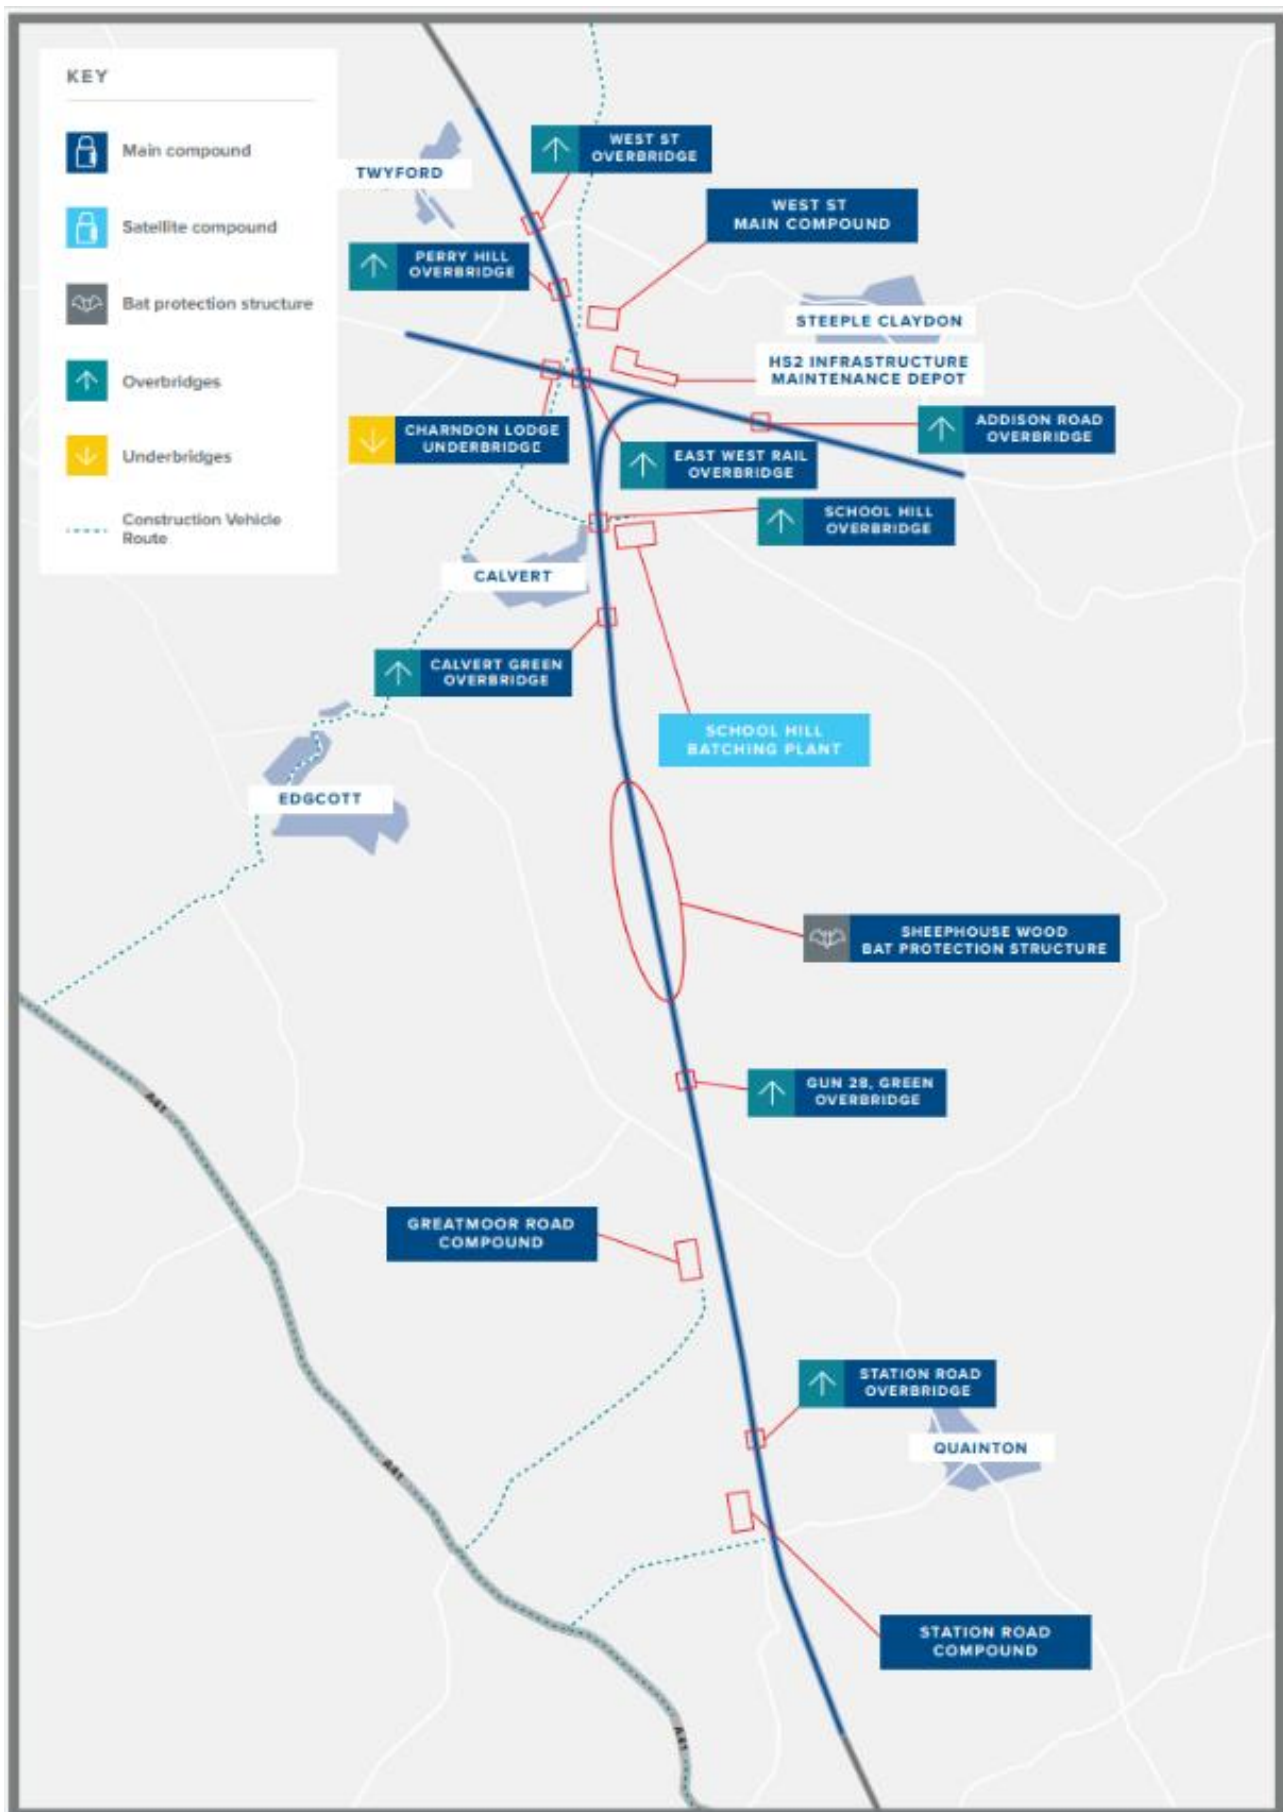 KEY
Main compound
Satellite compound
Bat protection structure
Overbridges
Underbridges
Construction Vehicle
Route
WEST ST
OVERBRIDGE
TWYFORD
WEST ST
MAIN COMPOUND
PERRY HILL
OVERBRIDGE
STEEPLE CLAYDON
HS2 INFRASTRUCTURE
MAINTENANCE DEPOT
CHARNDON LODGE
UNDERBRIDGE
ADDISON ROAD
OVERBRIDGE
EAST WEST RAIL
OVERBRIDGE
SCHOOL HILL
OVERBRIDGE
CALVERT
CALVERT GREEN
OVERBRIDGE
SCHOOL HILL
BATCHING PLANT
EDGCOTT
SHEEPHOUSE WOOD
BAT PROTECTION STRUCTURE
GUN 28, GREEN
OVERBRIDGE
A41
GREATMOOR ROAD
COMPOUND
STATION ROAD
OVERBRIDGE
QUAINTON
A41
STATION ROAD
COMPOUND
A41